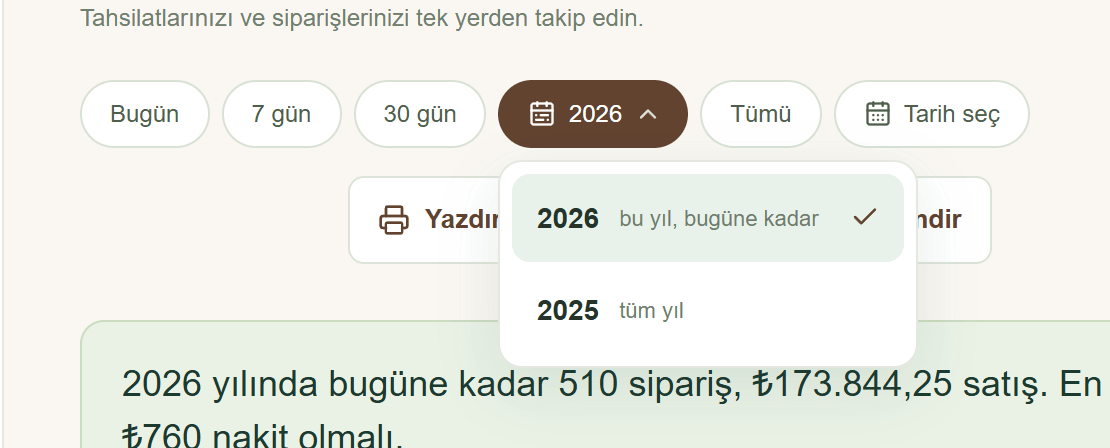 Tahsilatlarınızı ve siparişlerinizi tek yerden takip edin.
Bugün 7 gün 30 gün 2026 Tümü Tarih seç
Yazdır
2026 bu yıl, bugüne kadar
2025 tüm yıl
2026 yılında bugüne kadar 510 sipariş, ₺173.844,25 satış. En
₺760 nakit olmalı.